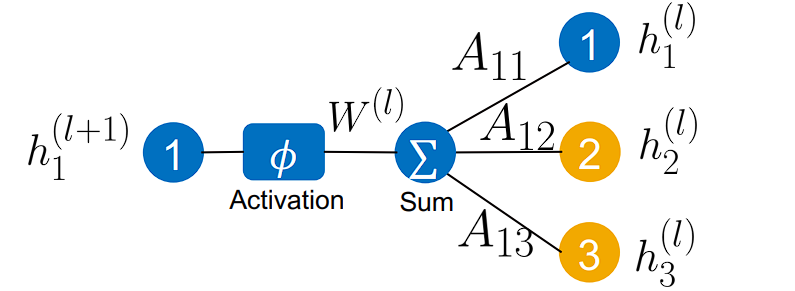 h_1^{(l+1)} 1 ϕ W^{(l)} Σ
Activation
Sum
A_{11} 1 h_1^{(l)}
A_{12} 2 h_2^{(l)}
A_{13} 3 h_3^{(l)}